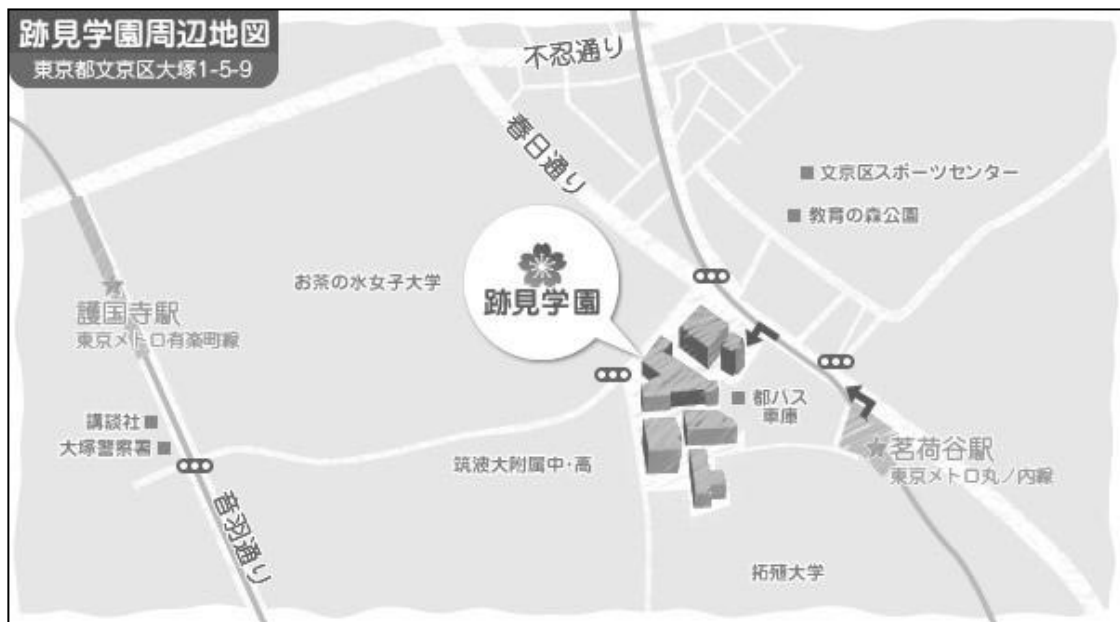 跡見学園周辺地図
東京都文京区大塚1-5-9
不忍通り
春日通り
文京区スポーツセンター
教育の森公園
お茶の水女子大学
跡見学園
護国寺駅
東京メトロ有楽町線
都バス
車庫
講談社
大塚警察署
筑波大附属中・高
茗荷谷駅
東京メトロ丸ノ内線
音羽通り
拓殖大学